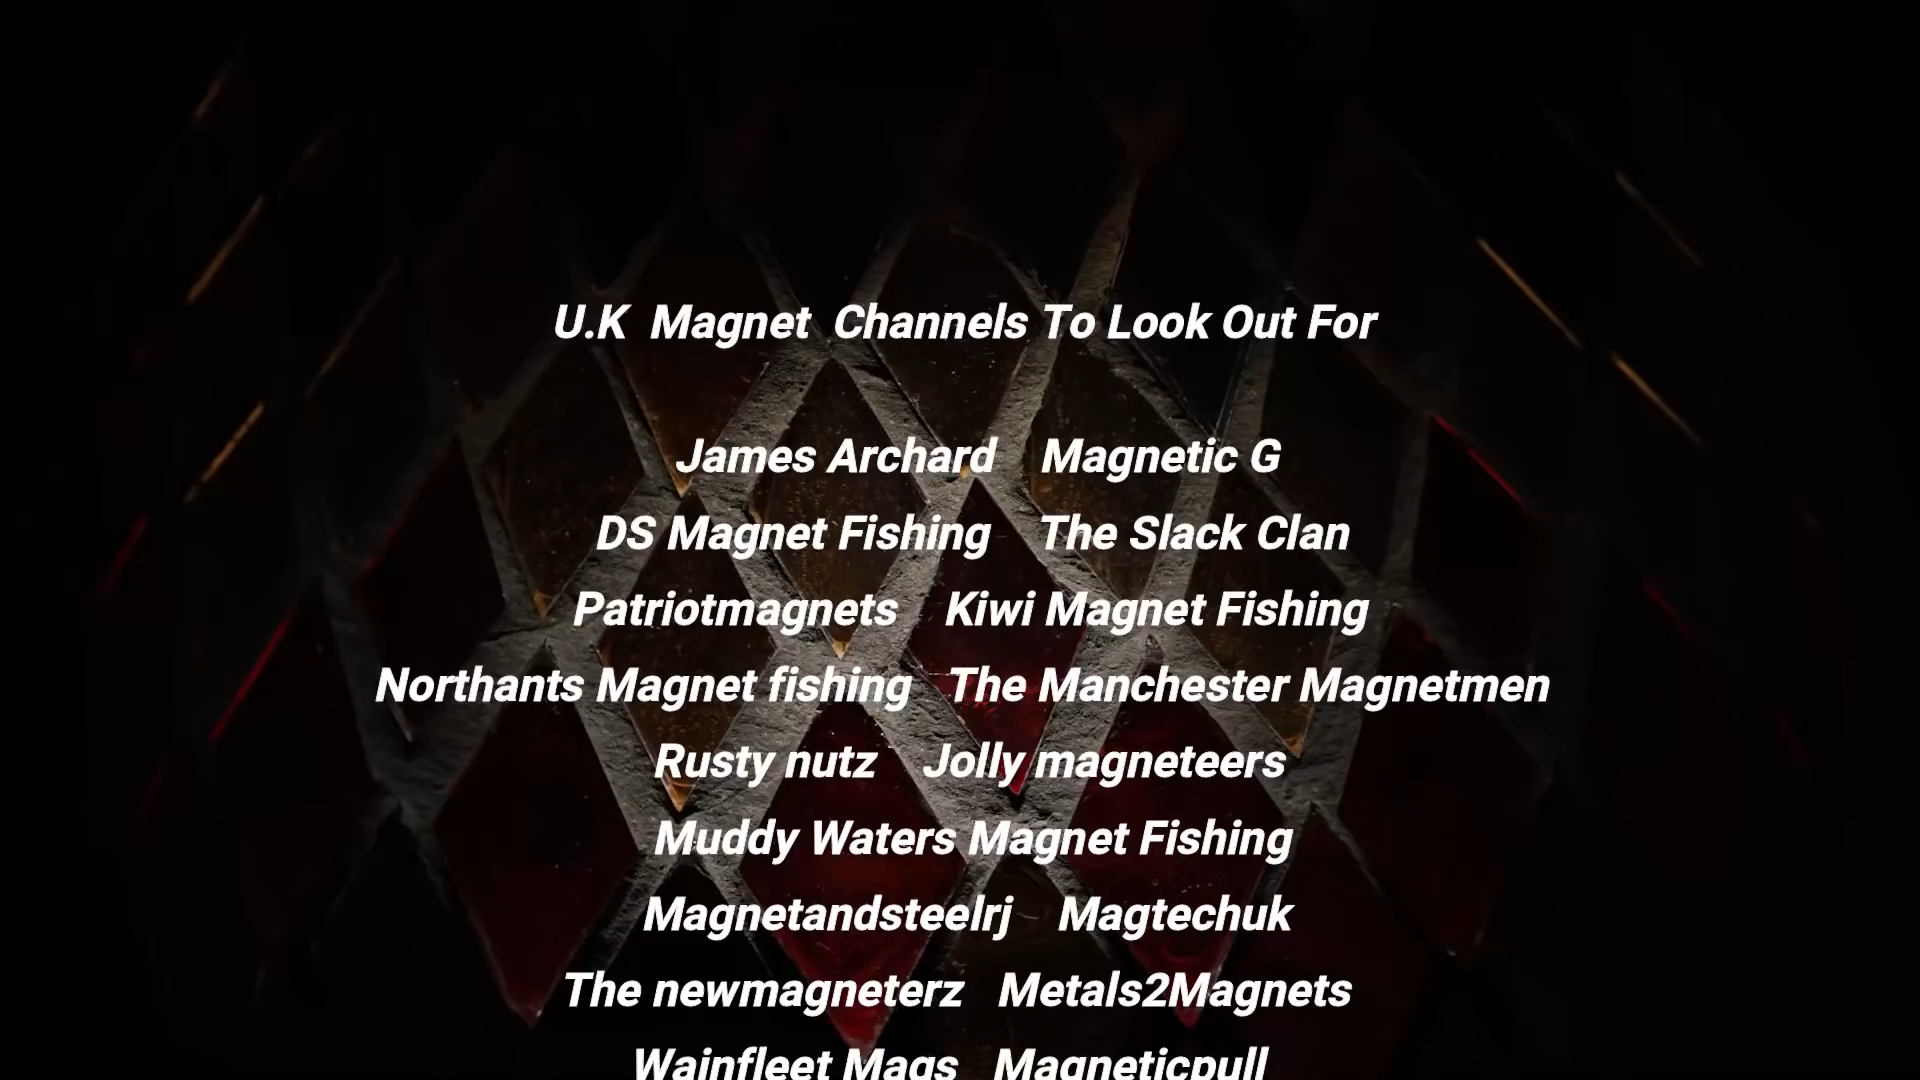 U.K Magnet Channels To Look Out For
James Archard Magnetic G
DS Magnet Fishing The Slack Clan
Patriotmagnets Kiwi Magnet Fishing
Northants Magnet fishing The Manchester Magnetmen
Rusty nutz Jolly magneteers
Muddy Waters Magnet Fishing
Magnetandsteelrj Magtechuk
The newmagneterz Metals2Magnets
Wainfleet Mags Magneticpull